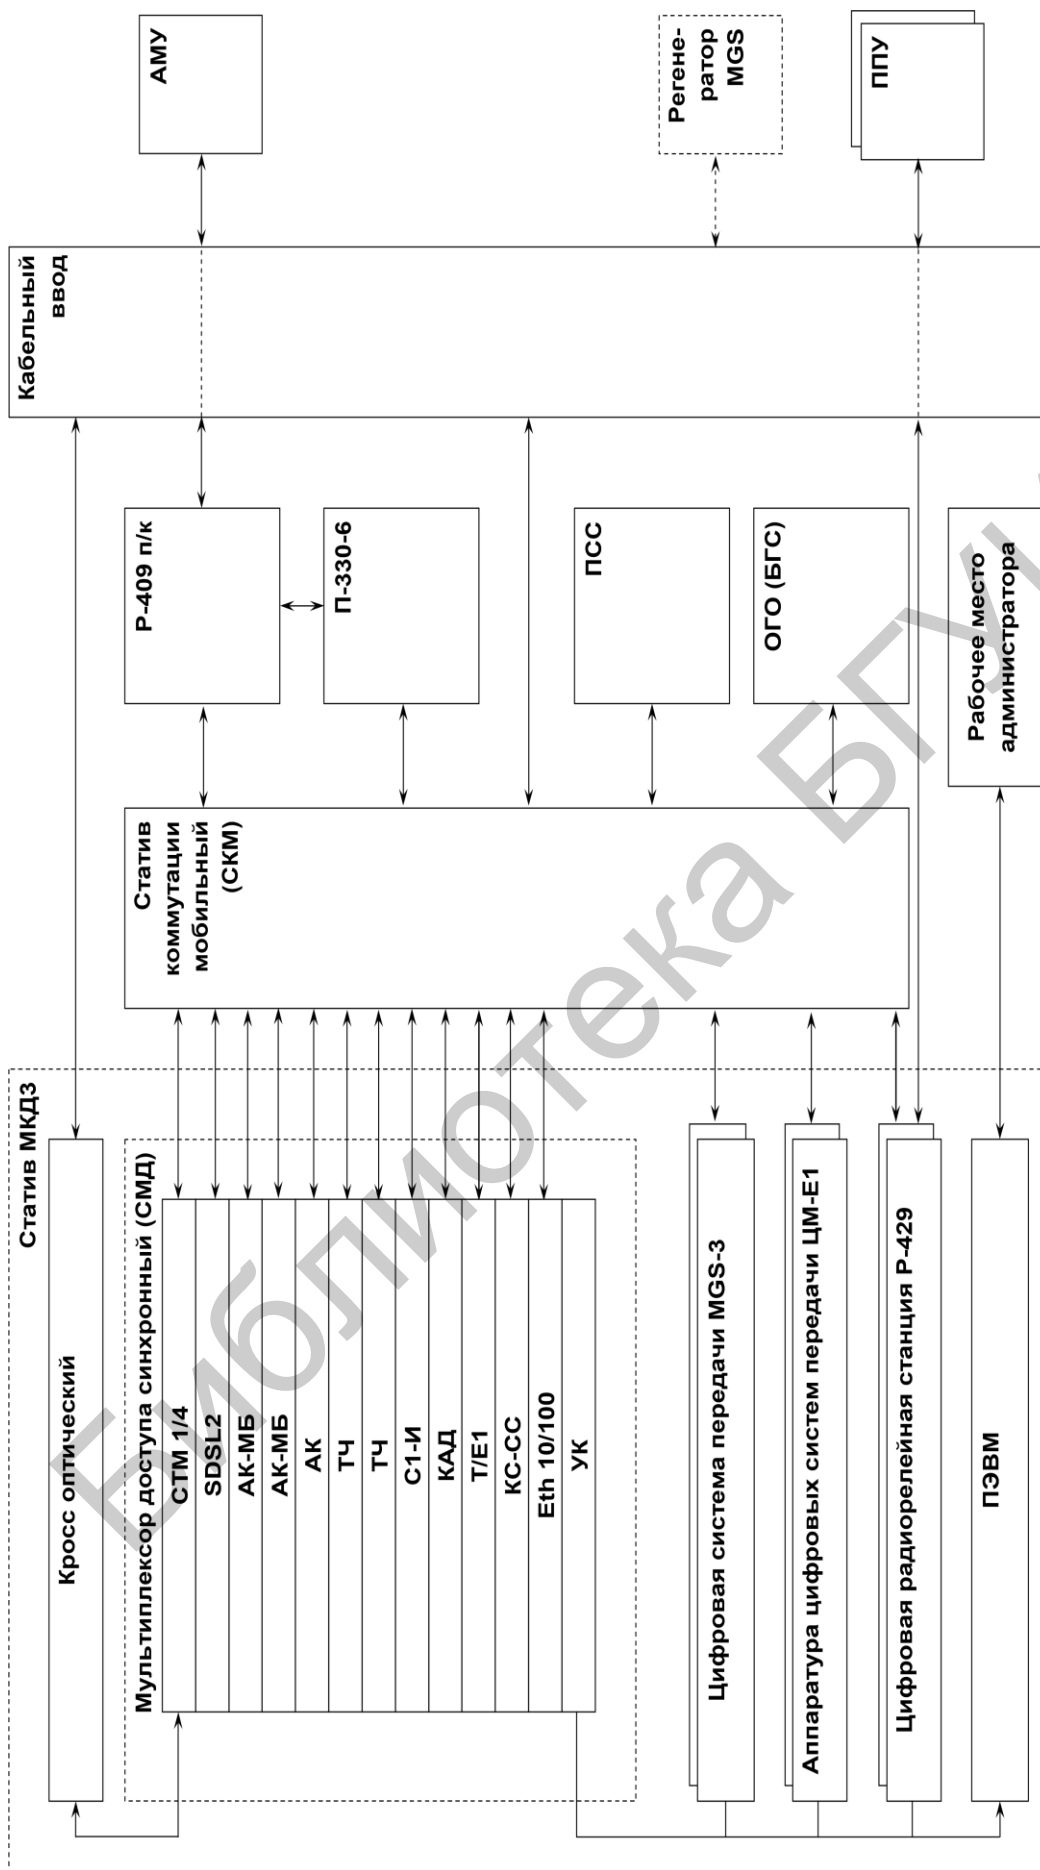 Статив МКД3
Кросс оптический
Мультиплексор доступа синхронный (СМД)
СТМ 1/4
SDSL2
АК-МБ
АК-МБ
АК
ТЧ
ТЧ
С1-И
КАД
Т/Е1
КС-СС
Eth 10/100
УК
Цифровая система передачи MGS-3
Аппаратура цифровых систем передачи ЦМ-Е1
Цифровая радиорелейная станция Р-429
ПЭВМ
Статив
коммутации
мобильный
(СКМ)
Р-409 п/к
П-330-6
ПСС
ОГО (БГС)
Рабочее место
администратора
Кабельный
ввод
АМУ
Регене-
ратор
MGS
ППУ
Библиотека БГУ